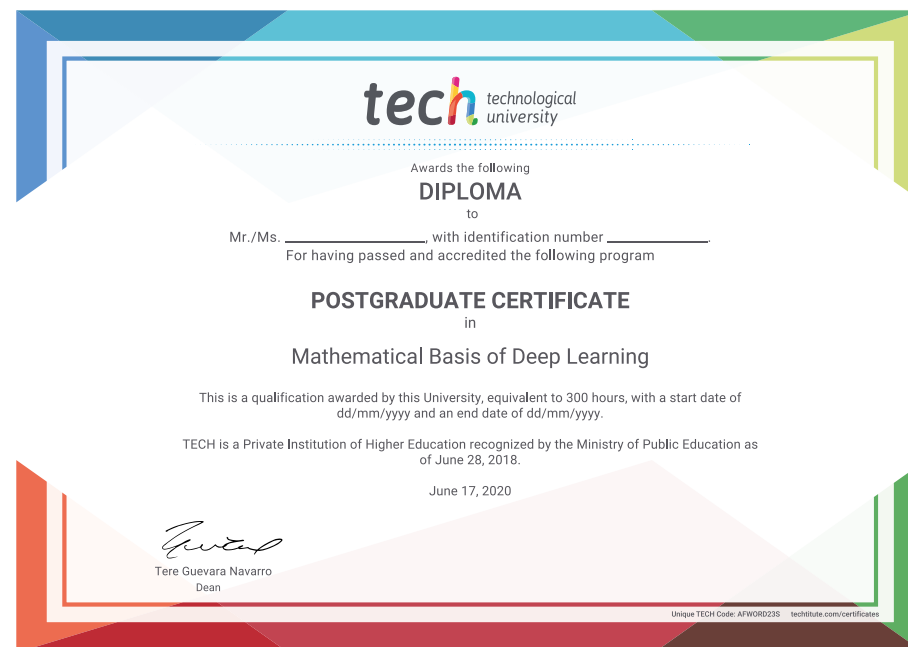 tech technological
university
Awards the following
DIPLOMA
to
Mr./Ms. ____________________, with identification number ______________.
For having passed and accredited the following program
POSTGRADUATE CERTIFICATE
in
Mathematical Basis of Deep Learning
This is a qualification awarded by this University, equivalent to 300 hours, with a start date of
dd/mm/yyyy and an end date of dd/mm/yyyy.
TECH is a Private Institution of Higher Education recognized by the Ministry of Public Education as
of June 28, 2018.
June 17, 2020
Tere Guevara Navarro
Dean
Unique TECH Code: AFWORD23S techtitute.com/certificates